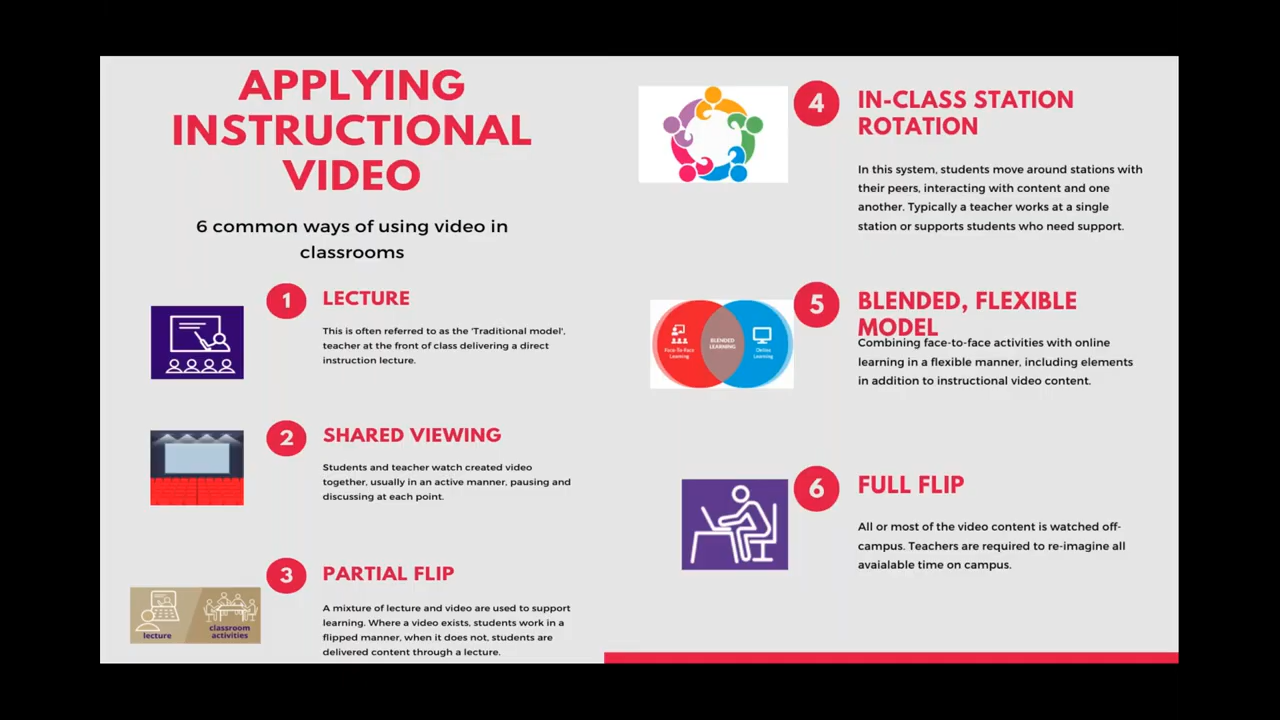 APPLYING
INSTRUCTIONAL
VIDEO
6 common ways of using video in
classrooms
1
LECTURE
This is often referred to as the 'Traditional model',
teacher at the front of class delivering a direct
instruction lecture.
2
SHARED VIEWING
Students and teacher watch created video
together, usually in an active manner, pausing and
discussing at each point.
3
PARTIAL FLIP
lecture
classroom
activities
A mixture of lecture and video are used to support
learning. Where a video exists, students work in a
flipped manner, when it does not, students are
delivered content through a lecture.
4
IN-CLASS STATION
ROTATION
In this system, students move around stations with
their peers, interacting with content and one
another. Typically a teacher works at a single
station or supports students who need support.
5
BLENDED, FLEXIBLE
MODEL
Face-To-Face
Learning
BLENDED
LEARNING
Online
Learning
Combining face-to-face activities with online
learning in a flexible manner, including elements
in addition to instructional video content.
6
FULL FLIP
All or most of the video content is watched off-
campus. Teachers are required to re-imagine all
avaialable time on campus.